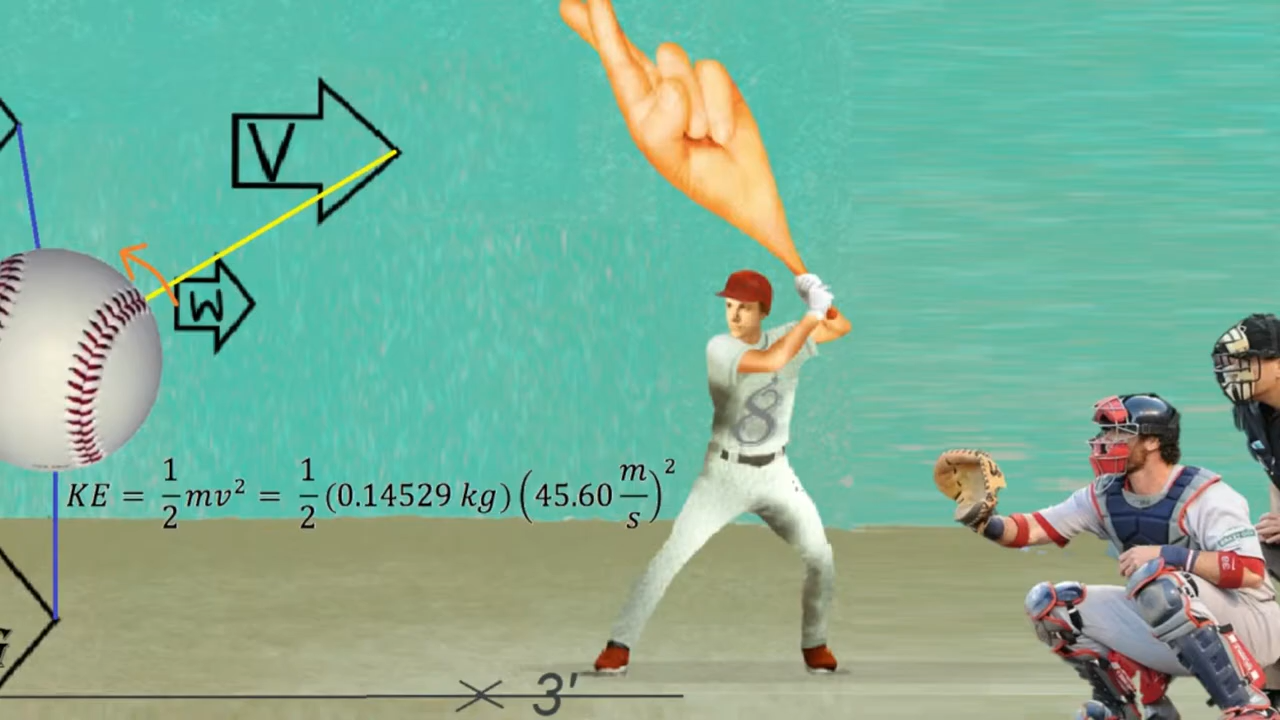 V
W
8
KE = 1/2 mv² = 1/2 (0.14529 kg) (45.60 m/s)²
3'